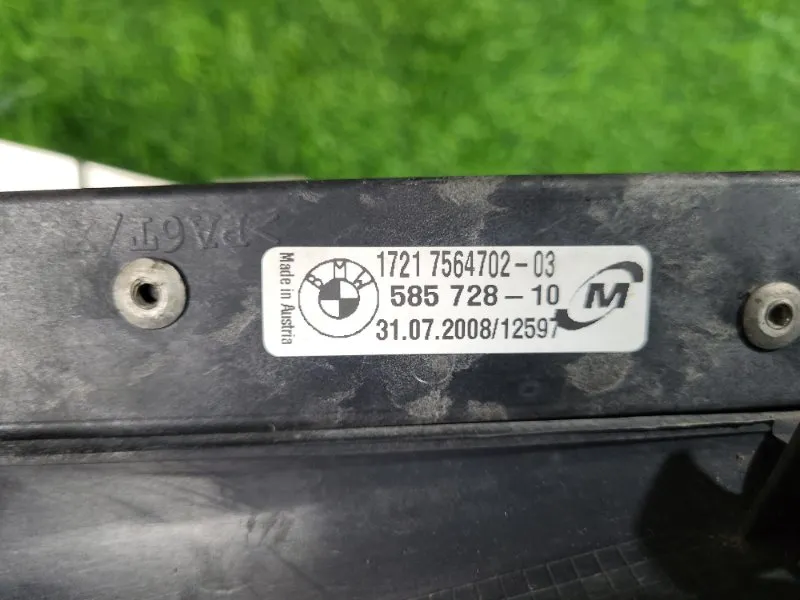 >PA6T/X<
Made in Austria
BMW
1721 7564702-03
585 728-10
31.07.2008/12597
M